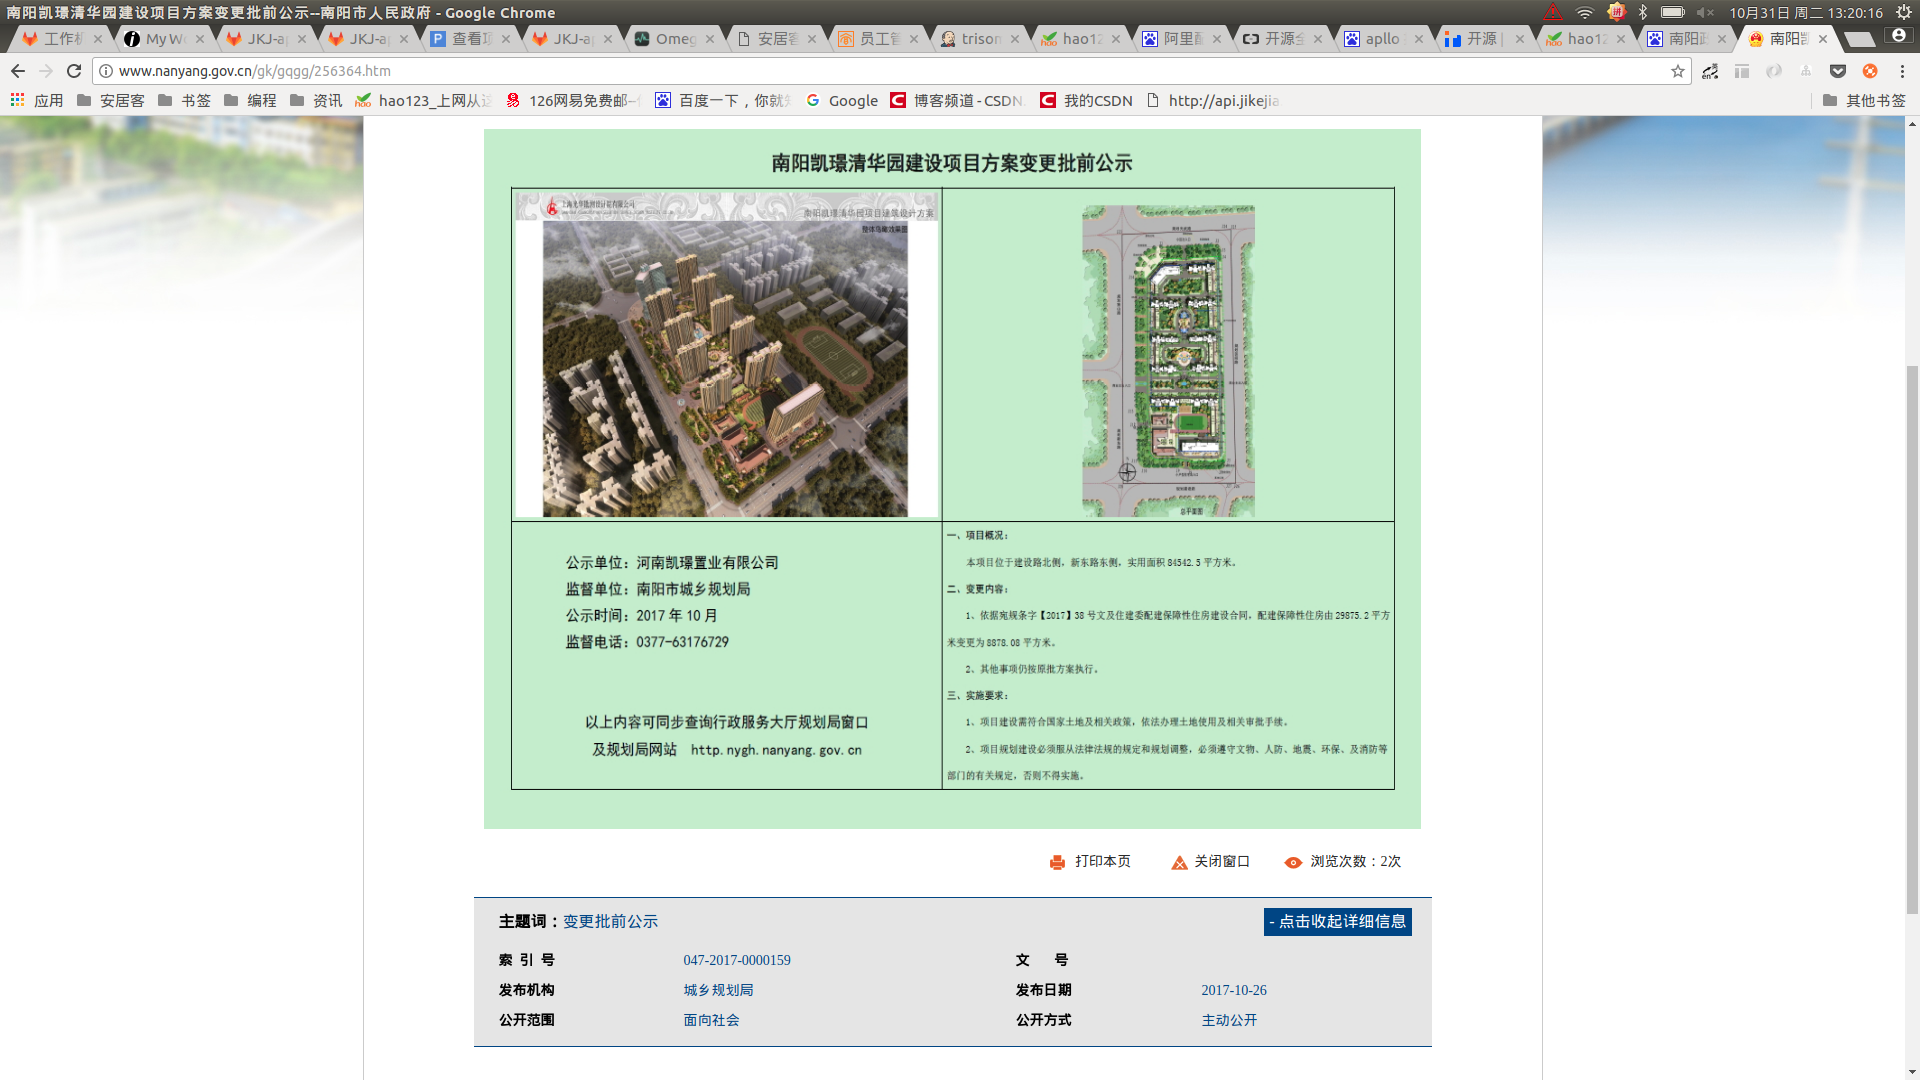 南阳凯璟清华园建设项目方案变更批前公示--南阳市人民政府 - Google Chrome
10月31日 周二 13:20:16
工作机
My Wo
JKJ-a
JKJ-a
查看项
JKJ-a
Omeg
安居客
员工管
trison
hao12
阿里
开源
apllo
开源 |
hao12
南阳政
南阳凯
www.nanyang.gov.cn/gk/gqgg/256364.htm
应用
安居客
书签
编程
资讯
hao123_上网从这
126网易免费邮--
百度一下，你就知
Google
博客频道 - CSDN.
我的CSDN
http://api.jikejia
其他书签
南阳凯璟清华园建设项目方案变更批前公示
上海光华勘测设计院有限公司
南阳凯璟清华园项目建筑设计方案
整体鸟瞰效果图
总平面图
公示单位：河南凯璟置业有限公司
监督单位：南阳市城乡规划局
公示时间：2017 年 10 月
监督电话：0377-63176729
以上内容可同步查询行政服务大厅规划局窗口
及规划局网站 http.nygh.nanyang.gov.cn
一、项目概况：
本项目位于建设路北侧，新东路东侧，实用面积 84542.5 平方米。
二、变更内容：
1、依据宛规条字【2017】38 号文及住建委配建保障性住房建设合同，配建保障性住房由 29875.2 平方
米变更为 8878.08 平方米。
2、其他事项仍按原批方案执行。
三、实施要求：
1、项目建设需符合国家土地及相关政策，依法办理土地使用及相关审批手续。
2、项目规划建设必须服从法律法规的规定和规划调整，必须遵守文物、人防、地震、环保、及消防等
部门的有关规定，否则不得实施。
打印本页
关闭窗口
浏览次数：2次
主题词：变更批前公示
- 点击收起详细信息
索 引 号 047-2017-0000159 文 号
发布机构 城乡规划局 发布日期 2017-10-26
公开范围 面向社会 公开方式 主动公开